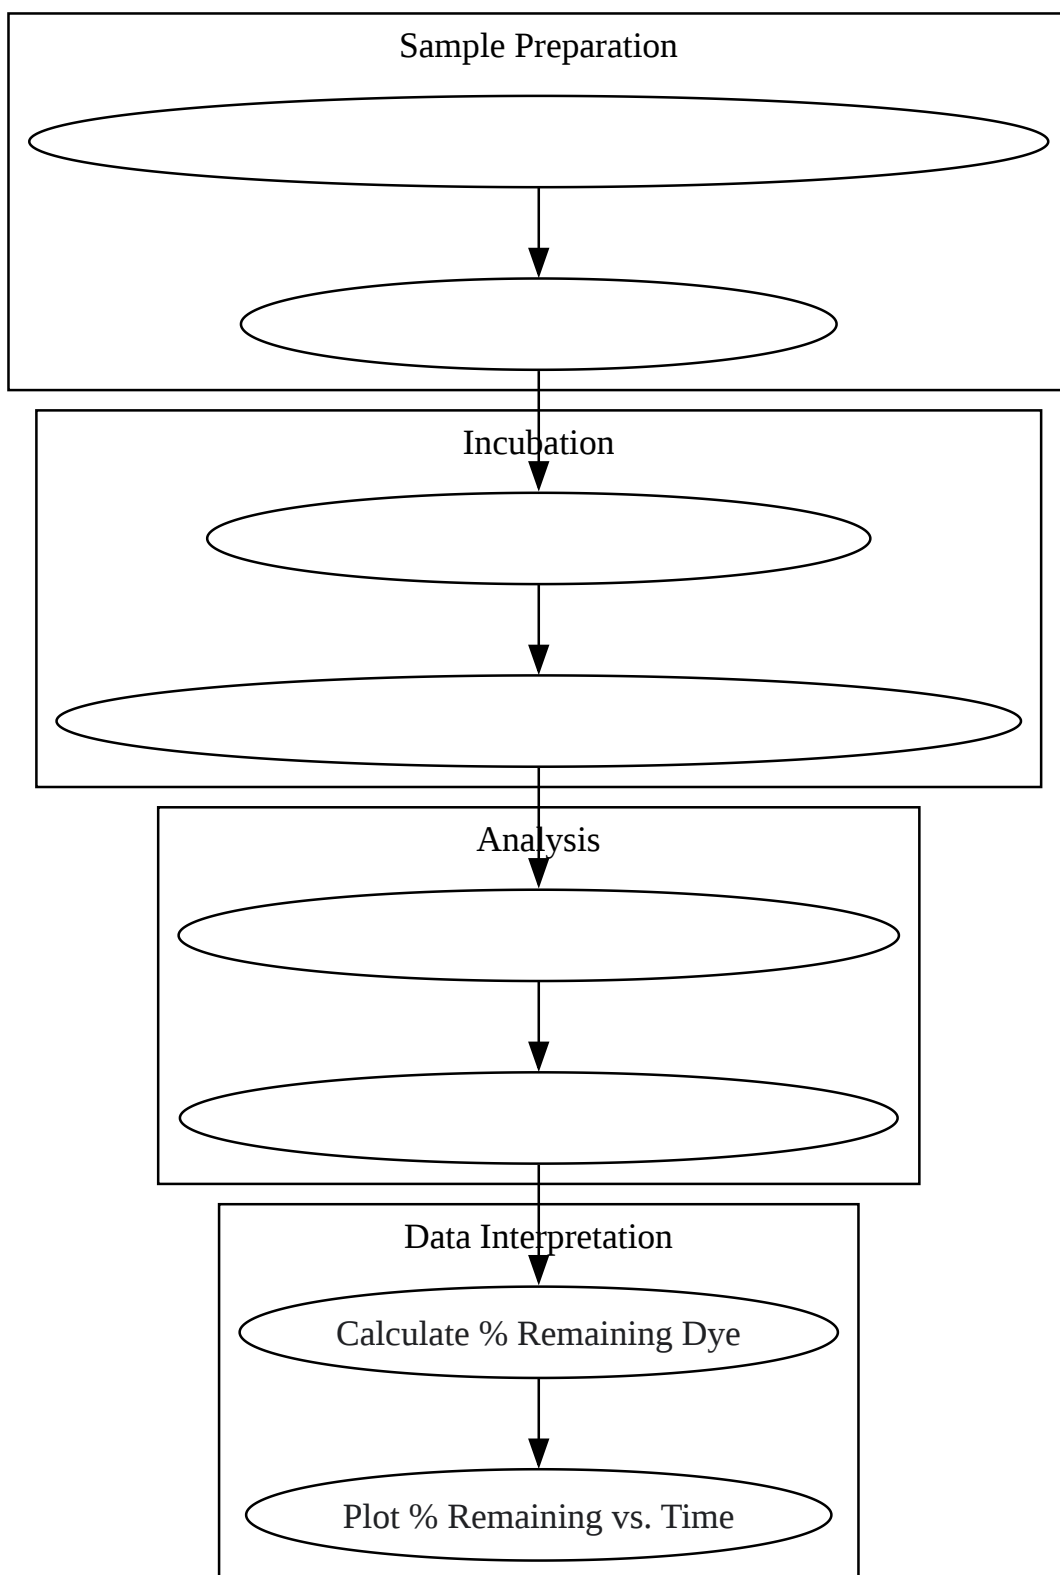 Sample Preparation
Incubation
Analysis
Data Interpretation
Calculate % Remaining Dye
Plot % Remaining vs. Time